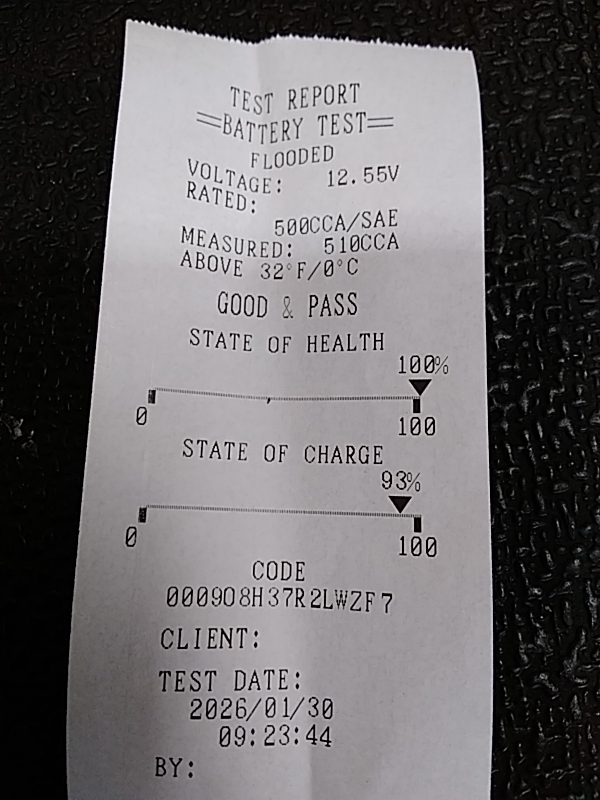 TEST REPORT
=BATTERY TEST=
FLOODED
VOLTAGE: 12.55V
RATED:
500CCA/SAE
MEASURED: 510CCA
ABOVE 32°F/0°C
GOOD & PASS
STATE OF HEALTH
100%
0 100
STATE OF CHARGE
93%
0 100
CODE
000908H37R2LWZF7
CLIENT:
TEST DATE:
2026/01/30
09:23:44
BY: